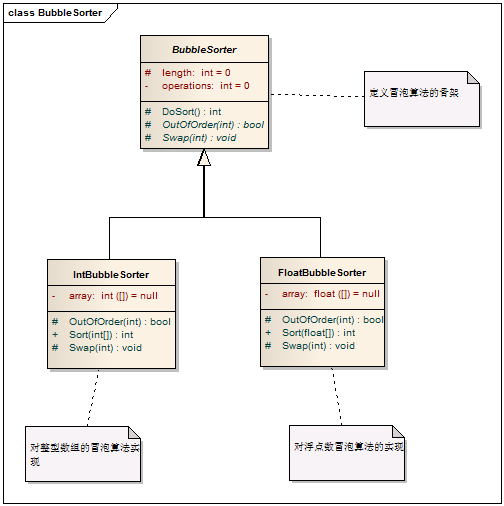 class BubbleSorter
BubbleSorter
# length: int = 0
- operations: int = 0
# DoSort() : int
# OutOfOrder(int) : bool
# Swap(int) : void
定义冒泡算法的骨架
IntBubbleSorter
- array: int ([]) = null
# OutOfOrder(int) : bool
+ Sort(int[]) : int
# Swap(int) : void
FloatBubbleSorter
- array: float ([]) = null
# OutOfOrder(int) : bool
+ Sort(float[]) : int
# Swap(int) : void
对整型数组的冒泡算法实
现
对浮点数冒泡算法的实现